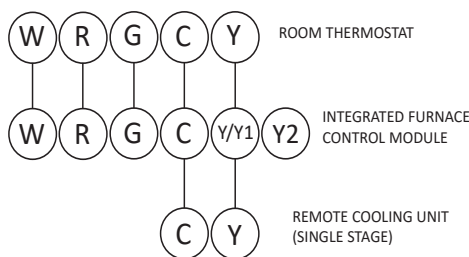 W R G C Y ROOM THERMOSTAT
W R G C Y/Y1 Y2 INTEGRATED FURNACE
CONTROL MODULE
C Y REMOTE COOLING UNIT
(SINGLE STAGE)